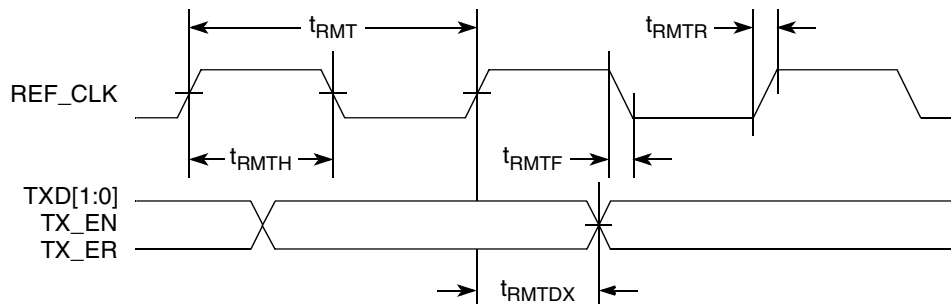 tRMT
tRMTR
REF_CLK
tRMTH
tRMTF
TXD[1:0]
TX_EN
TX_ER
tRMTDX